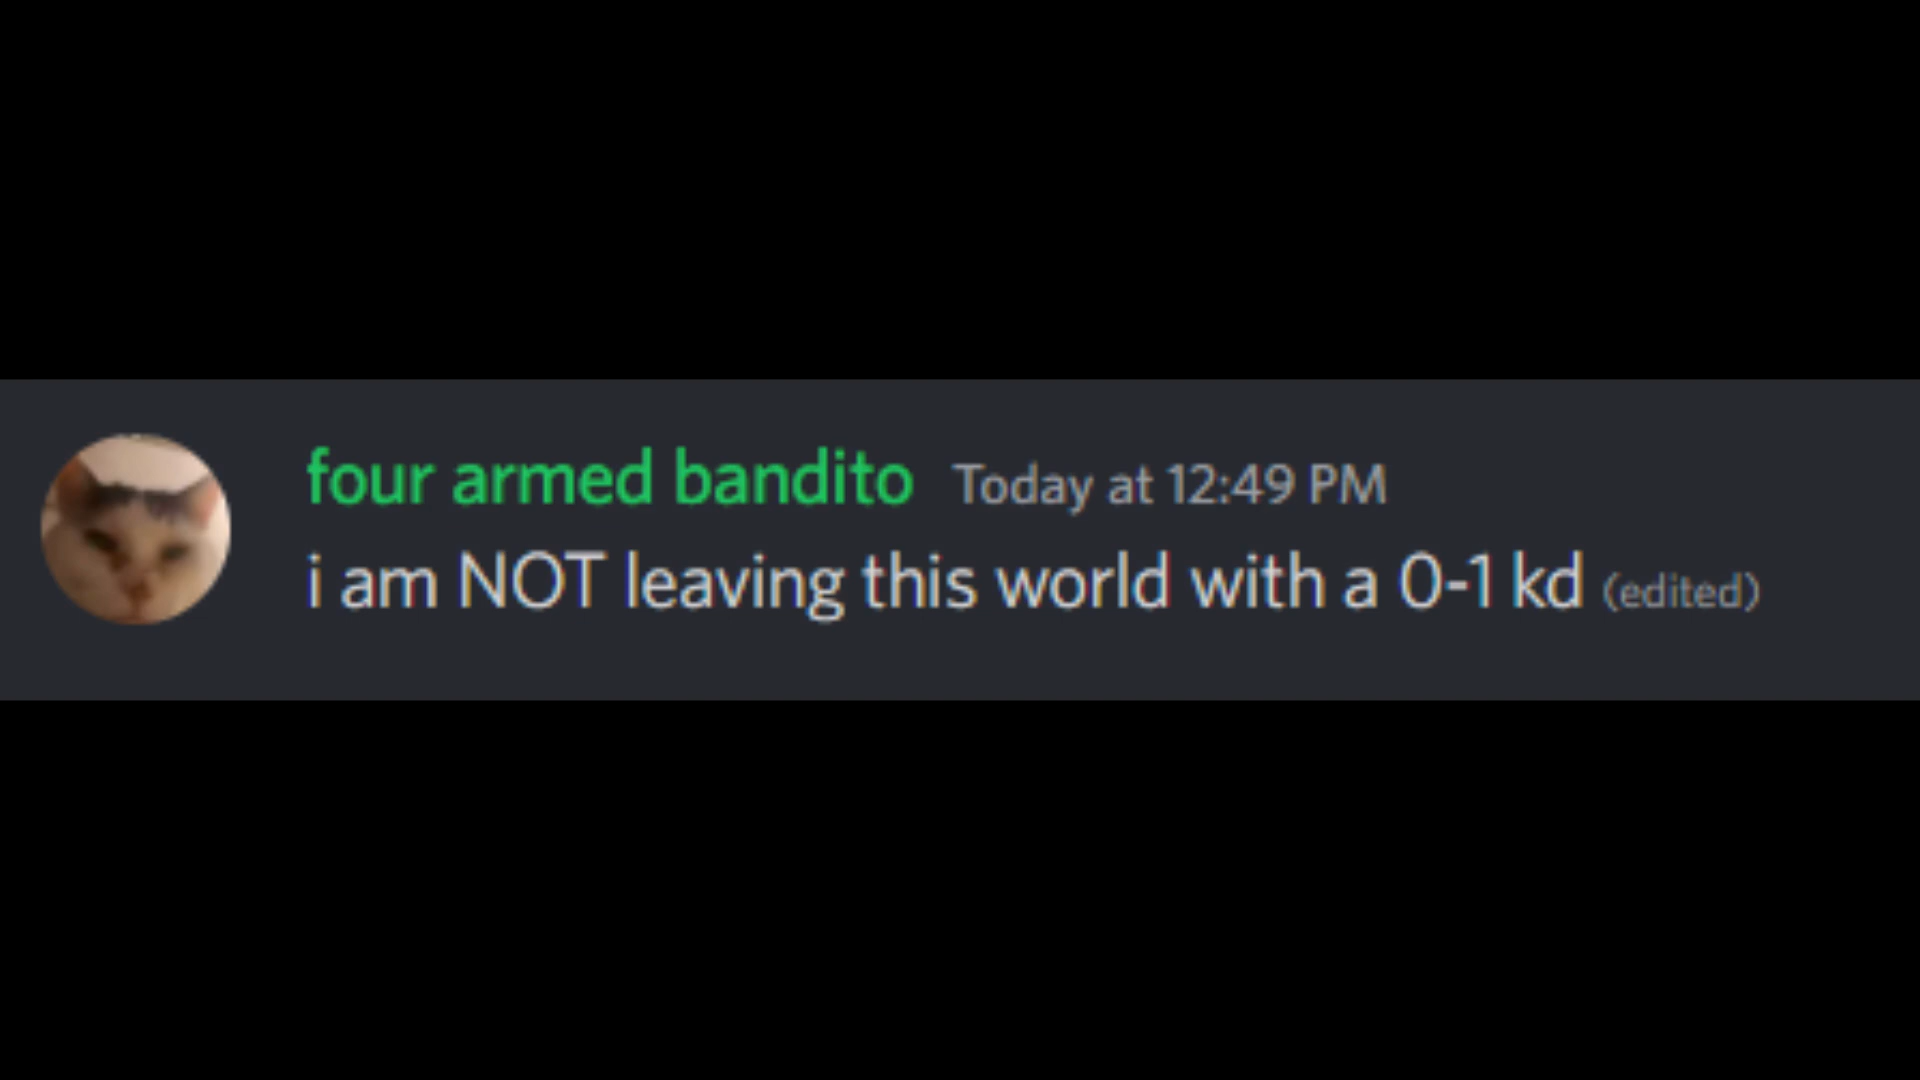 four armed bandito Today at 12:49 PM
i am NOT leaving this world with a 0-1 kd (edited)